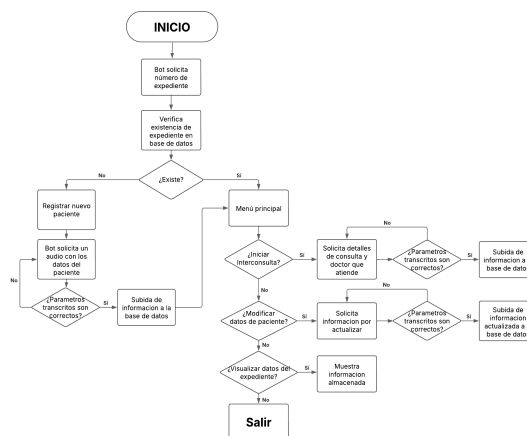 INICIO
Bot solicita
número de
expediente
Verifica
existencia de
expediente en
base de datos
¿Existe?
No
Sí
Registrar nuevo
paciente
Menú principal
Bot solicita un
audio con los
datos del
paciente
No
¿Parametros
transcritos son
correctos?
Sí
Subida de
informacion a la
base de datos
¿Iniciar
Interconsulta?
Sí
Solicita detalles
de consulta y
doctor que
atiende
No
¿Parametros
transcritos son
correctos?
Sí
Subida de
informacion a
base de dato
No
¿Modificar
datos de paciente?
Sí
Solicita
informacion por
actualizar
No
¿Parametros
transcritos son
correctos?
Sí
Subida de
informacion
actualizada a
base de dato
No
¿Visualizar datos del
expediente?
Sí
Muestra
informacion
almacenada
No
Salir